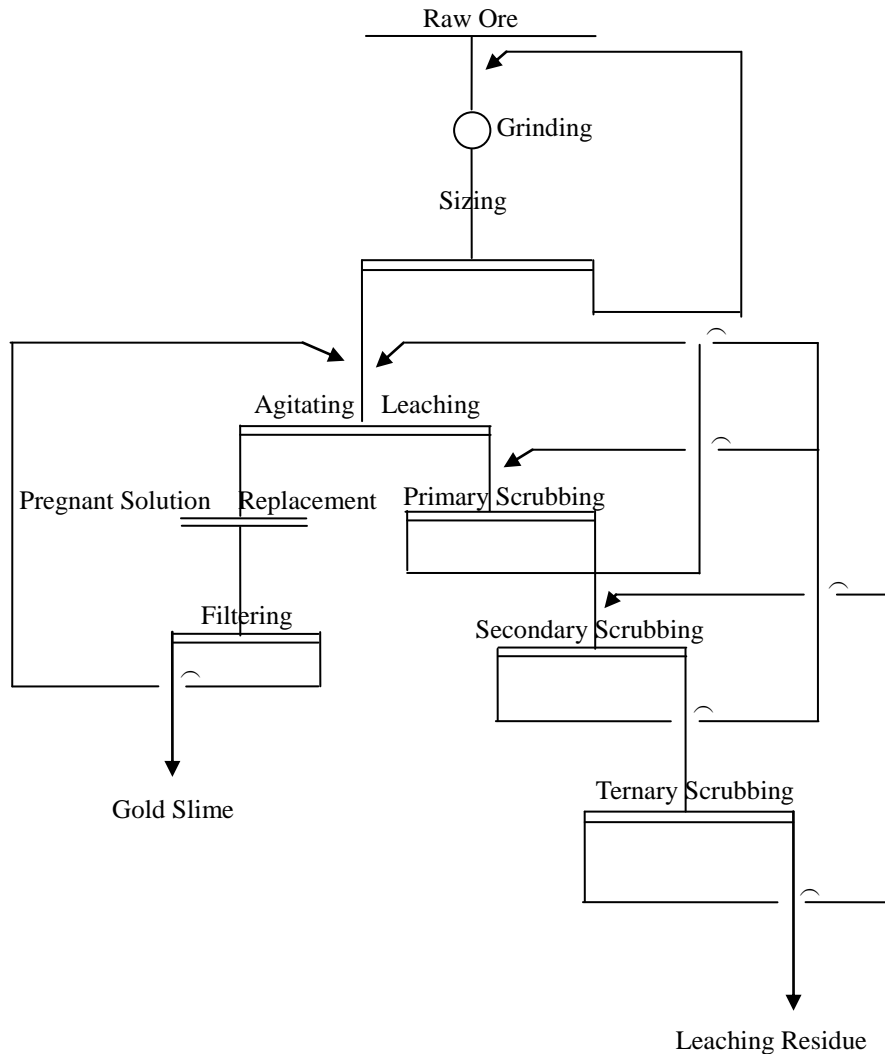 Raw Ore
Grinding
Sizing
Agitating Leaching
Pregnant Solution Replacement
Primary Scrubbing
Filtering
Secondary Scrubbing
Ternary Scrubbing
Gold Slime
Leaching Residue